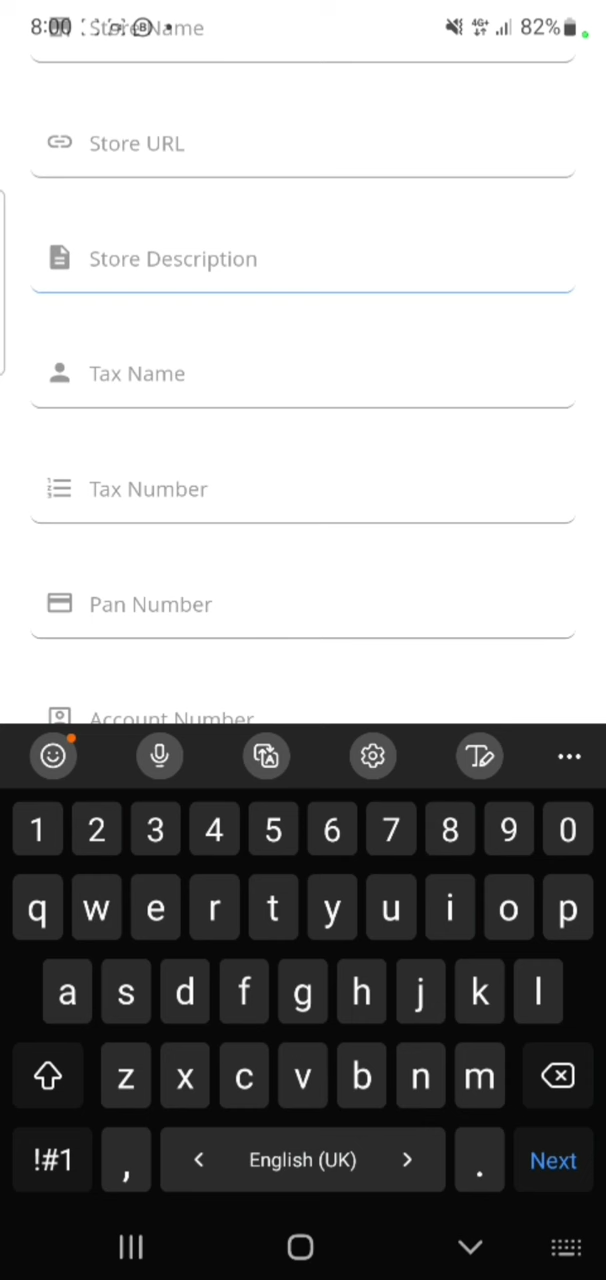 8:00 Store Name 4G+ 82%
Store URL
Store Description
Tax Name
Tax Number
Pan Number
Account Number
1 2 3 4 5 6 7 8 9 0
q w e r t y u i o p
a s d f g h j k l
z x c v b n m
!#1 , < English (UK) > . Next